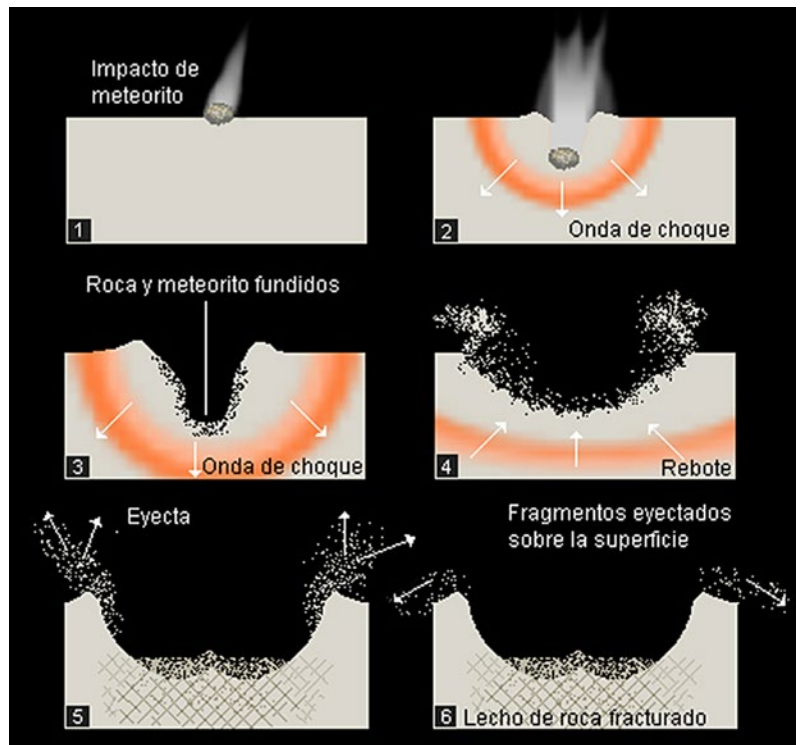 Impacto de
meteorito
1
2
Onda de choque
Roca y meteorito fundidos
3
Onda de choque
4
Rebote
Eyecta
5
Fragmentos eyectados
sobre la superficie
6
Lecho de roca fracturado